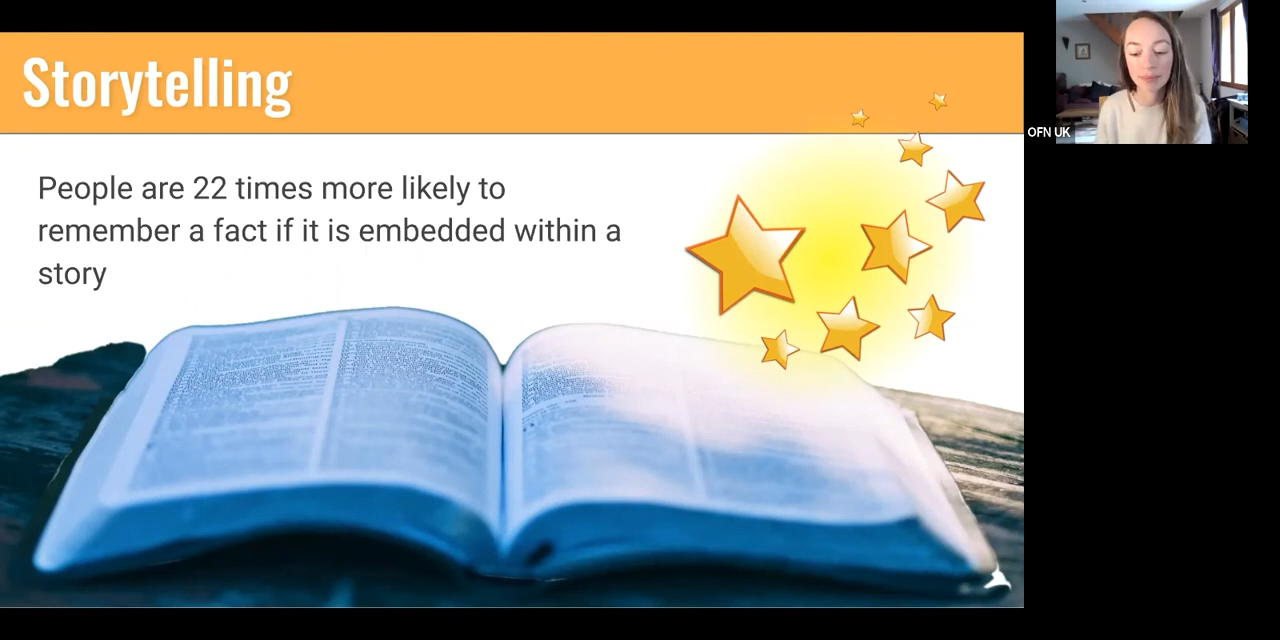 Storytelling
People are 22 times more likely to
remember a fact if it is embedded within a
story
OFN UK